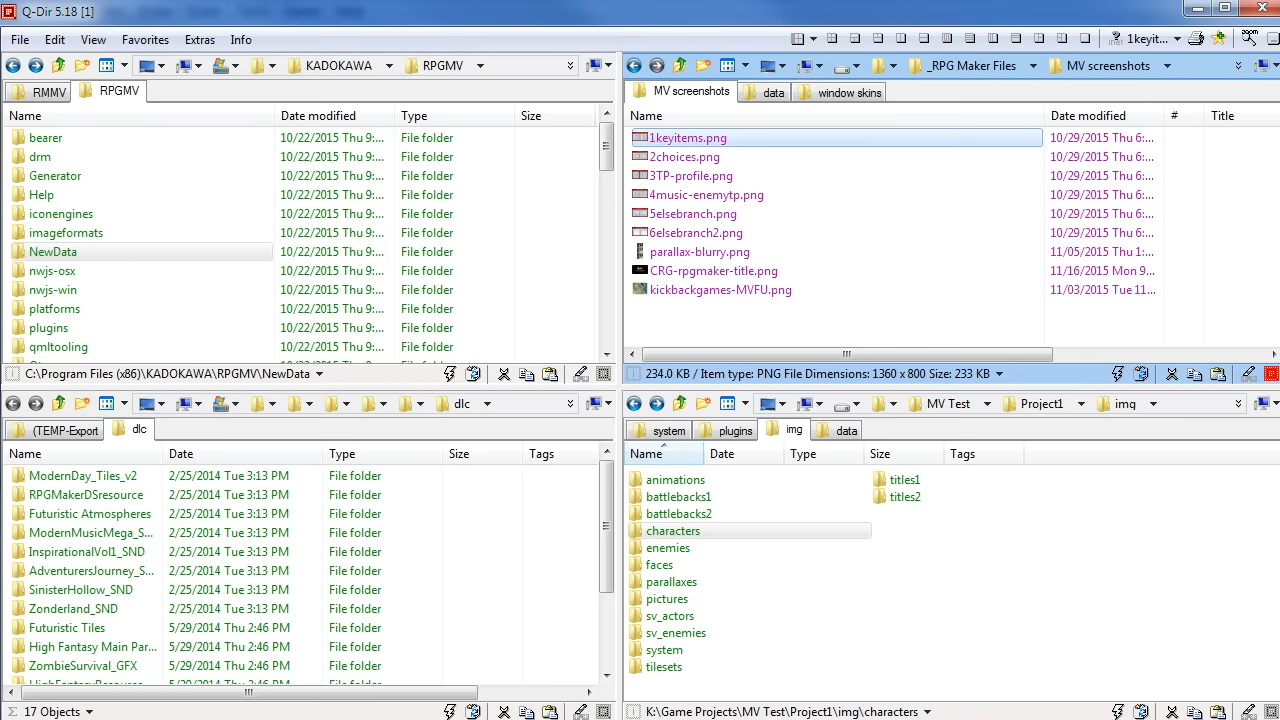 Q-Dir 5.18 [1]
File Edit View Favorites Extras Info
1keyit...
KADOKAWA RPGMV
_RPG Maker Files MV screenshots
RMMV RPGMV
MV screenshots data window skins
Name Date modified Type Size
bearer 10/22/2015 Thu 9:... File folder
drm 10/22/2015 Thu 9:... File folder
Generator 10/22/2015 Thu 9:... File folder
Help 10/22/2015 Thu 9:... File folder
iconengines 10/22/2015 Thu 9:... File folder
imageformats 10/22/2015 Thu 9:... File folder
NewData 10/22/2015 Thu 9:... File folder
nwjs-osx 10/22/2015 Thu 9:... File folder
nwjs-win 10/22/2015 Thu 9:... File folder
platforms 10/22/2015 Thu 9:... File folder
plugins 10/22/2015 Thu 9:... File folder
qmltooling 10/22/2015 Thu 9:... File folder
C:\Program Files (x86)\KADOKAWA\RPGMV\NewData
Name Date modified # Title
1keyitems.png 10/29/2015 Thu 6:...
2choices.png 10/29/2015 Thu 6:...
3TP-profile.png 10/29/2015 Thu 6:...
4music-enemytp.png 10/29/2015 Thu 6:...
5elsebranch.png 10/29/2015 Thu 6:...
6elsebranch2.png 10/29/2015 Thu 6:...
parallax-blurry.png 11/05/2015 Thu 1:...
CRG-rpgmaker-title.png 11/16/2015 Mon 9...
kickbackgames-MVFU.png 11/03/2015 Tue 11...
234.0 KB / Item type: PNG File Dimensions: 1360 x 800 Size: 233 KB
dlc
(TEMP-Export dlc
Name Date Type Size Tags
ModernDay_Tiles_v2 2/25/2014 Tue 3:13 PM File folder
RPGMakerDSresource 2/25/2014 Tue 3:13 PM File folder
Futuristic Atmospheres 2/25/2014 Tue 3:13 PM File folder
ModernMusicMega_S... 2/25/2014 Tue 3:13 PM File folder
InspirationalVol1_SND 2/25/2014 Tue 3:13 PM File folder
AdventurersJourney_S... 2/25/2014 Tue 3:13 PM File folder
SinisterHollow_SND 2/25/2014 Tue 3:13 PM File folder
Zonderland_SND 2/25/2014 Tue 3:13 PM File folder
Futuristic Tiles 5/29/2014 Thu 2:46 PM File folder
High Fantasy Main Par... 5/29/2014 Thu 2:46 PM File folder
ZombieSurvival_GFX 5/29/2014 Thu 2:46 PM File folder
17 Objects
MV Test Project1 img
system plugins img data
Name Date Type Size Tags
animations
battlebacks1
battlebacks2
characters
enemies
faces
parallaxes
pictures
sv_actors
sv_enemies
system
tilesets
titles1
titles2
K:\Game Projects\MV Test\Project1\img\characters